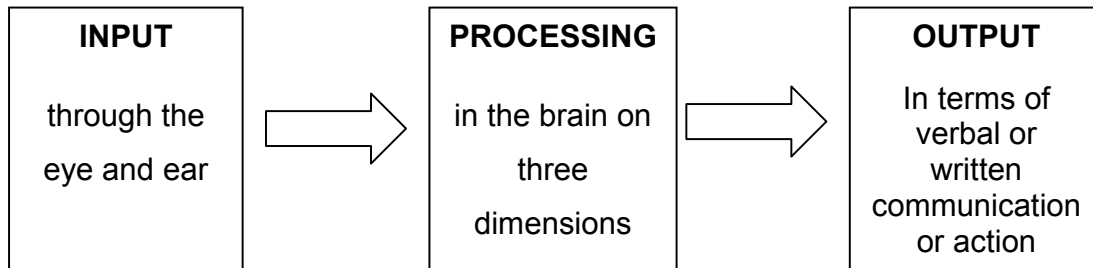 INPUT
through the
eye and ear
PROCESSING
in the brain on
three
dimensions
OUTPUT
In terms of
verbal or
written
communication
or action